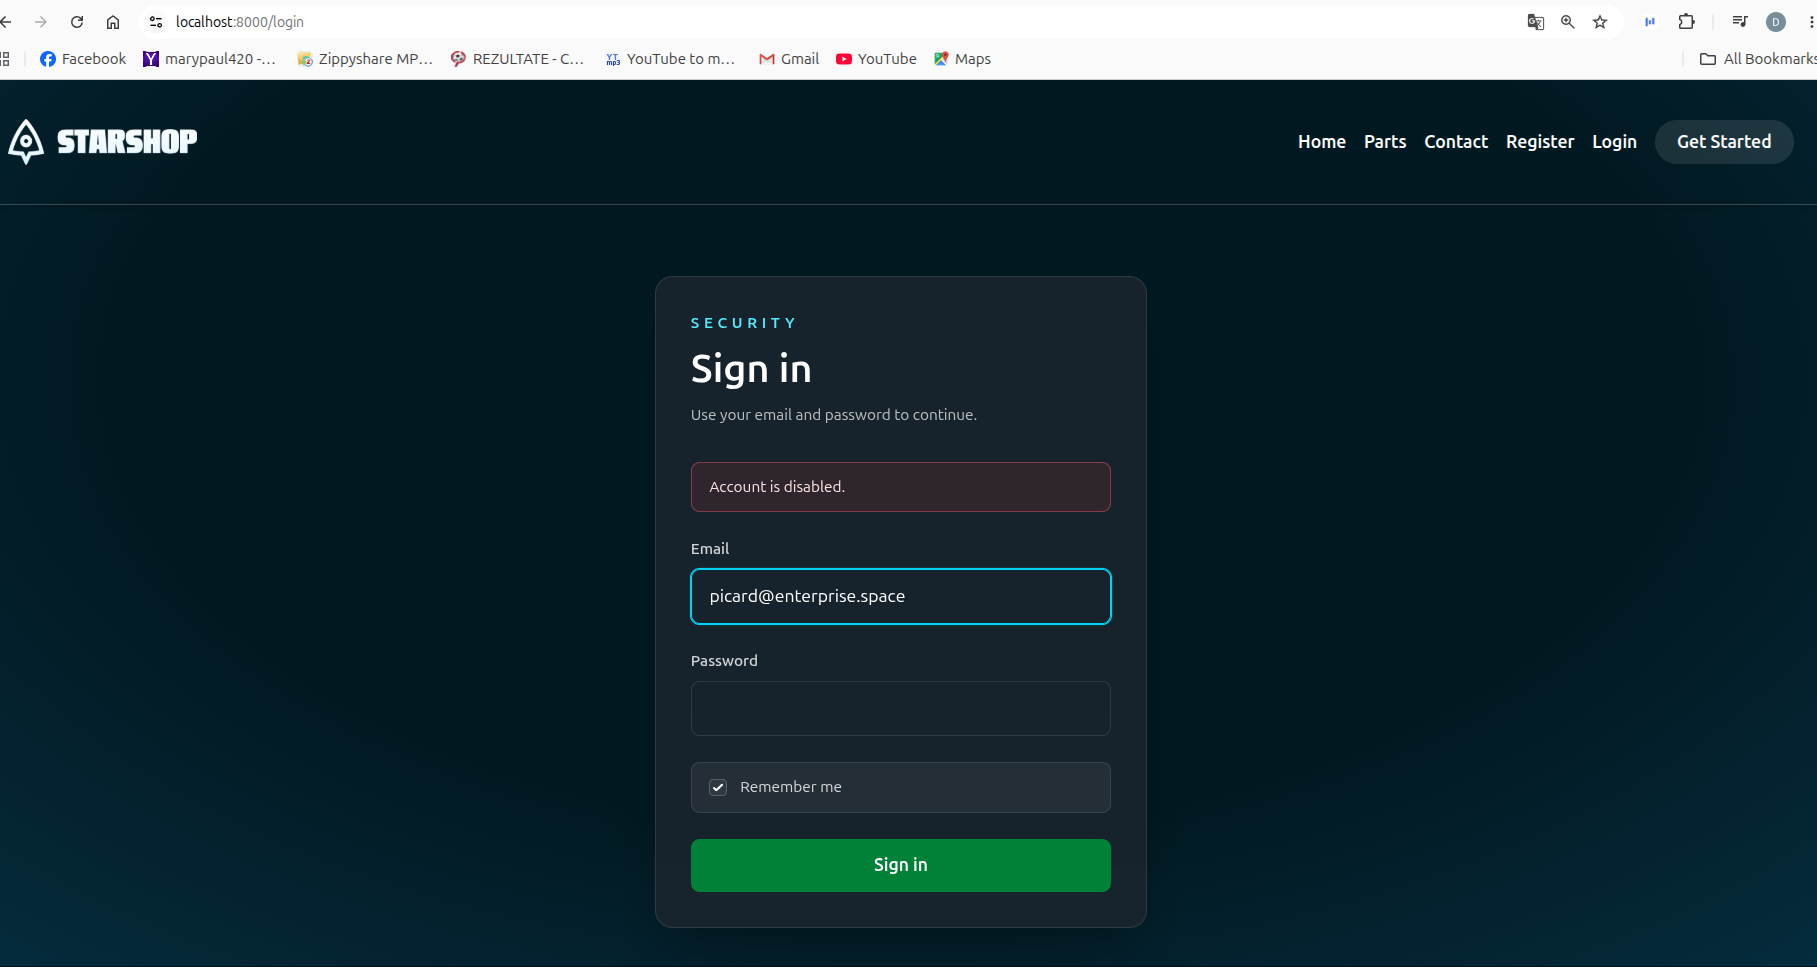 localhost:8000/login
Facebook marypaul420 -... Zippyshare MP... REZULTATE - C... YouTube to m... Gmail YouTube Maps All Bookmarks
STARSHOP Home Parts Contact Register Login Get Started
SECURITY
Sign in
Use your email and password to continue.
Account is disabled.
Email
picard@enterprise.space
Password
Remember me
Sign in